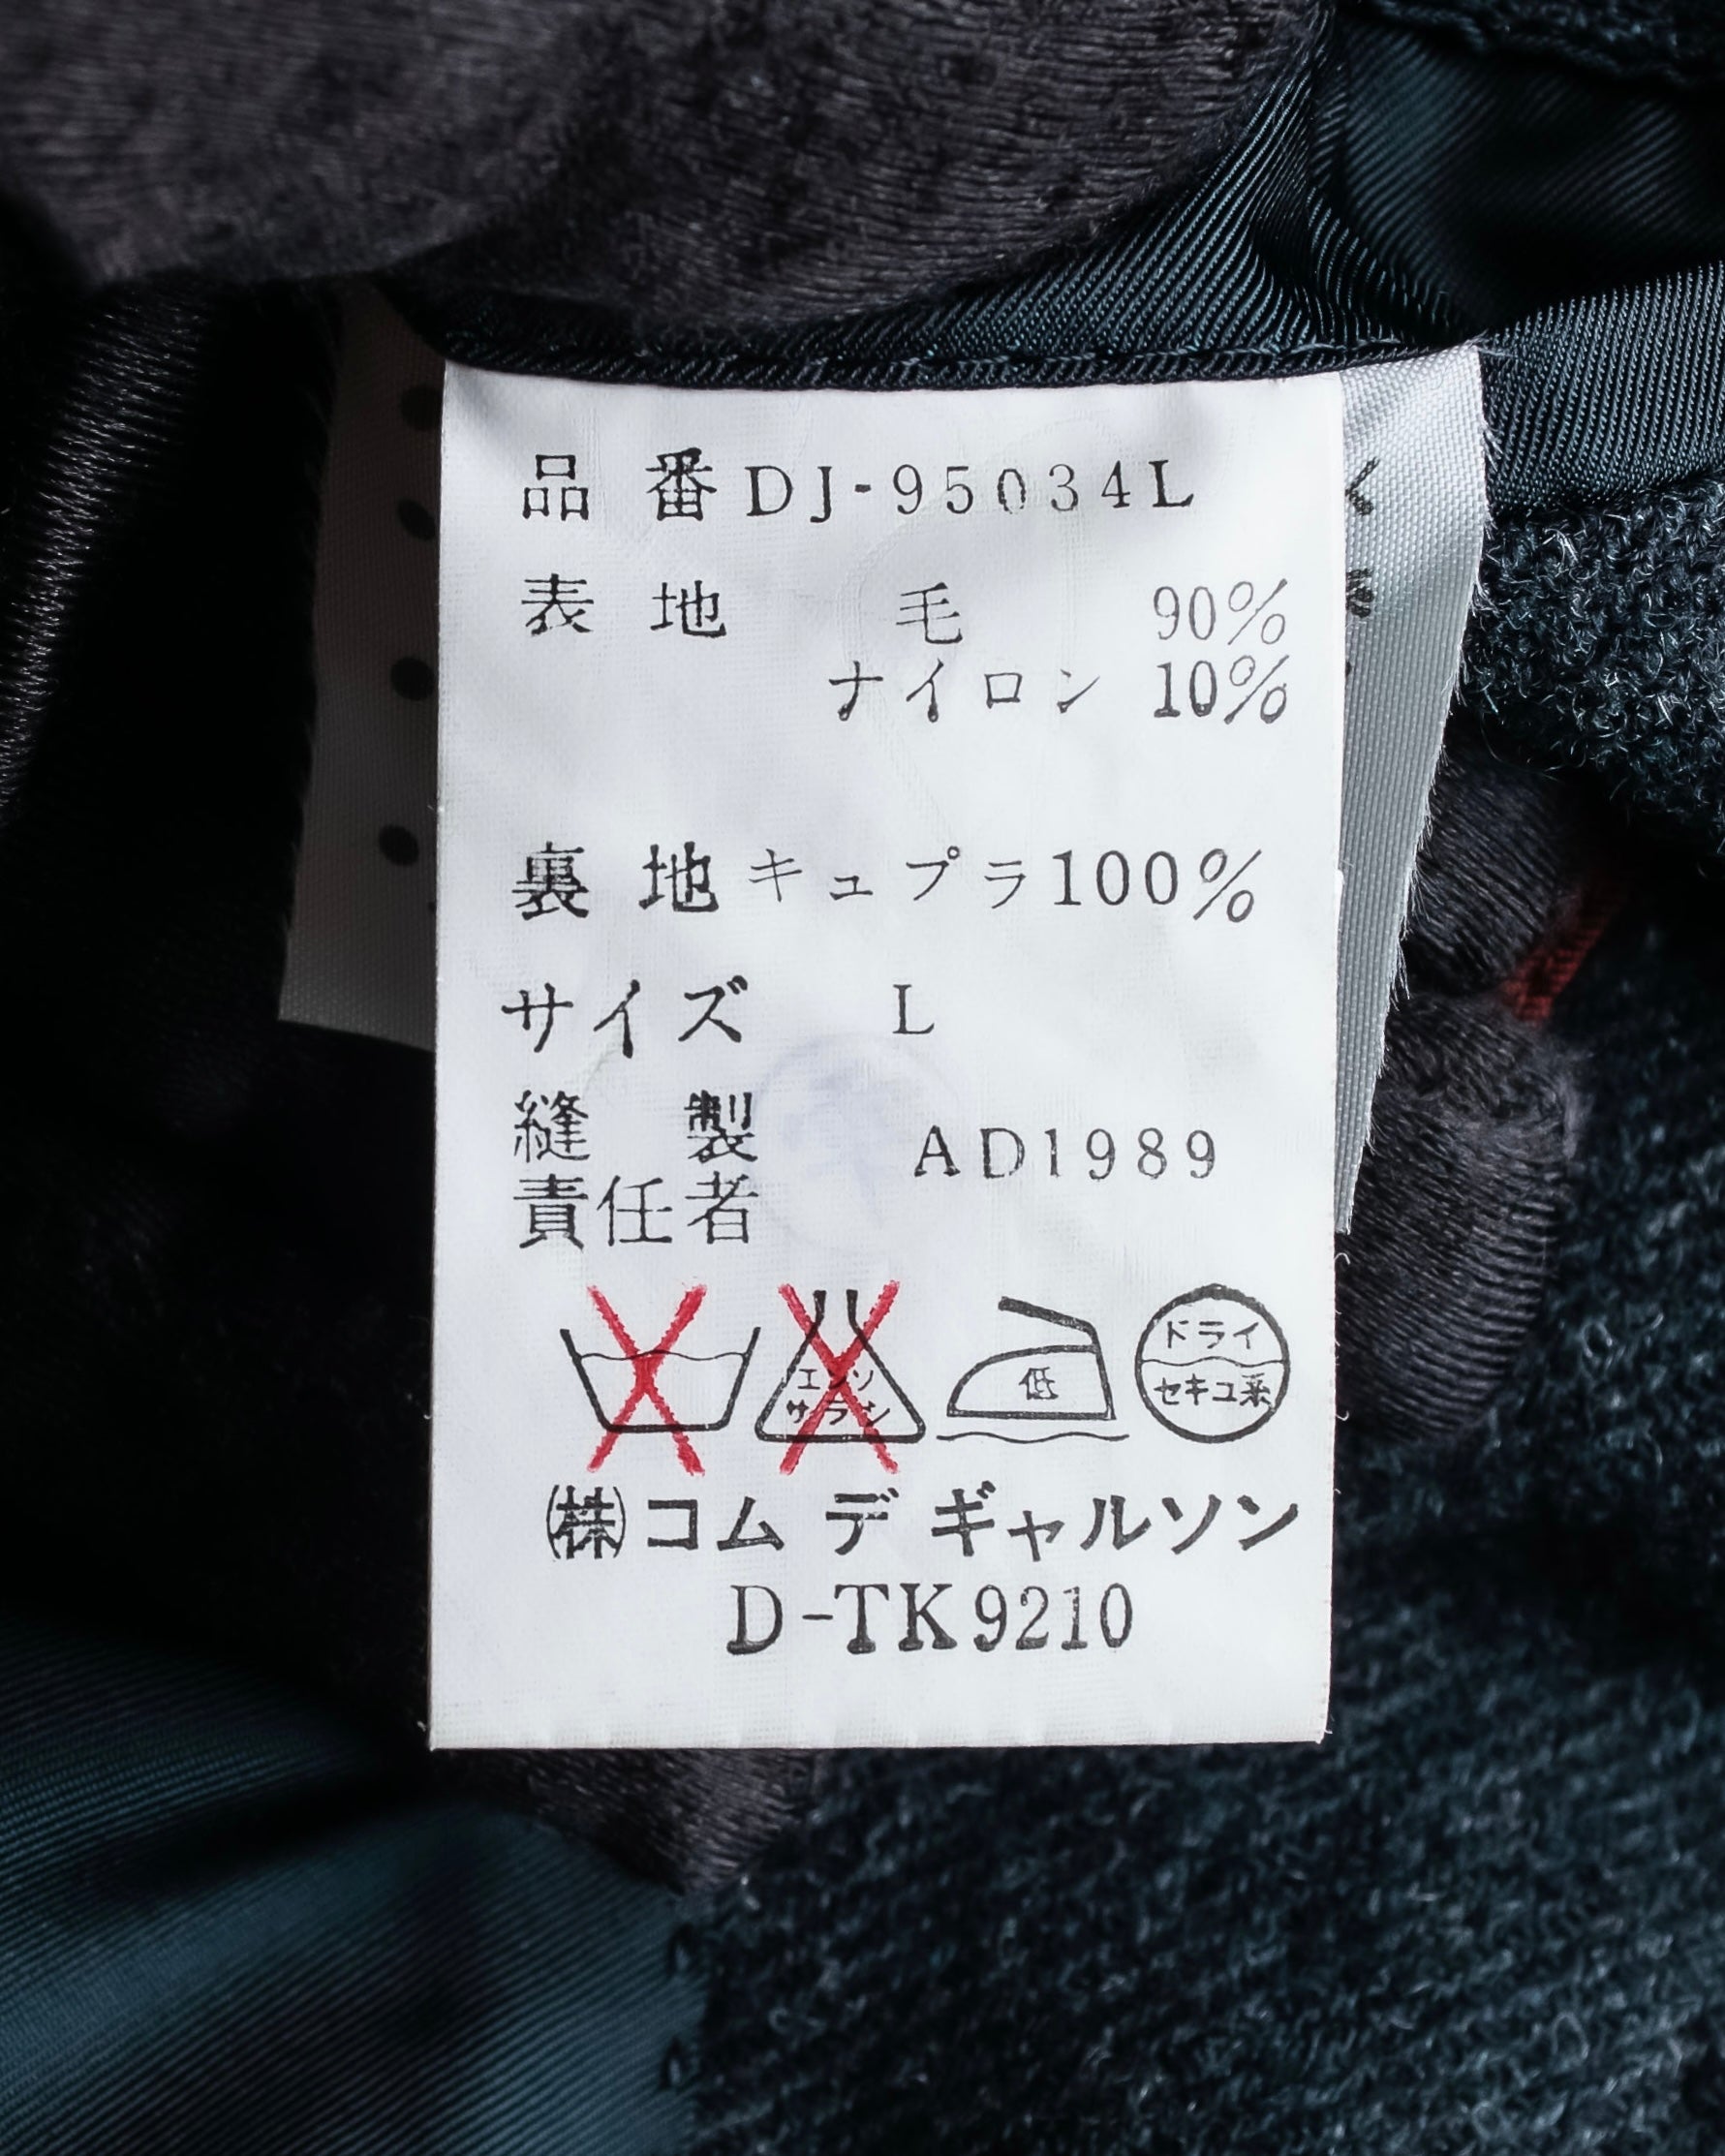 品番DJ-95034L
表地 毛 90%
ナイロン 10%
裏地キュプラ100%
サイズ L
縫製
責任者 AD1989
エンソ
サラシ
低
ドライ
セキユ系
㈱コム デ ギャルソン
D-TK9210